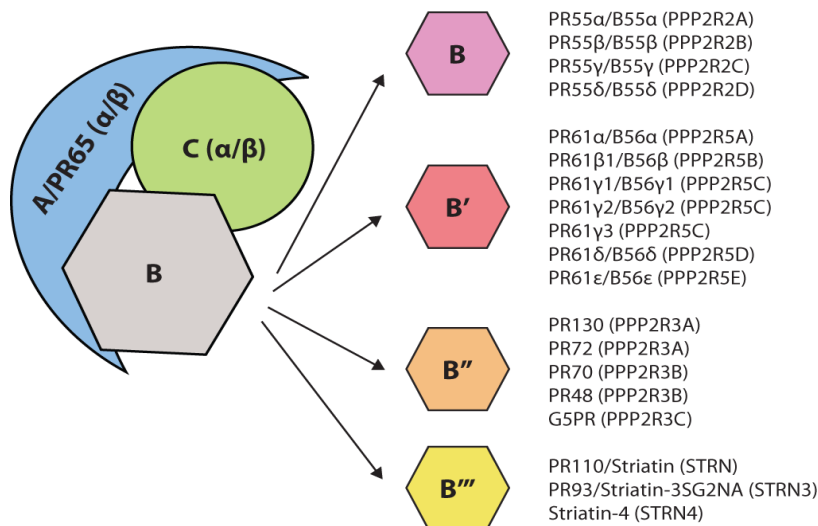 A/PR65 (α/β)
C (α/β)
B
B
PR55α/B55α (PPP2R2A)
PR55β/B55β (PPP2R2B)
PR55γ/B55γ (PPP2R2C)
PR55δ/B55δ (PPP2R2D)
B′
PR61α/B56α (PPP2R5A)
PR61β1/B56β (PPP2R5B)
PR61γ1/B56γ1 (PPP2R5C)
PR61γ2/B56γ2 (PPP2R5C)
PR61γ3 (PPP2R5C)
PR61δ/B56δ (PPP2R5D)
PR61ε/B56ε (PPP2R5E)
B″
PR130 (PPP2R3A)
PR72 (PPP2R3A)
PR70 (PPP2R3B)
PR48 (PPP2R3B)
G5PR (PPP2R3C)
B‴
PR110/Striatin (STRN)
PR93/Striatin-3SG2NA (STRN3)
Striatin-4 (STRN4)